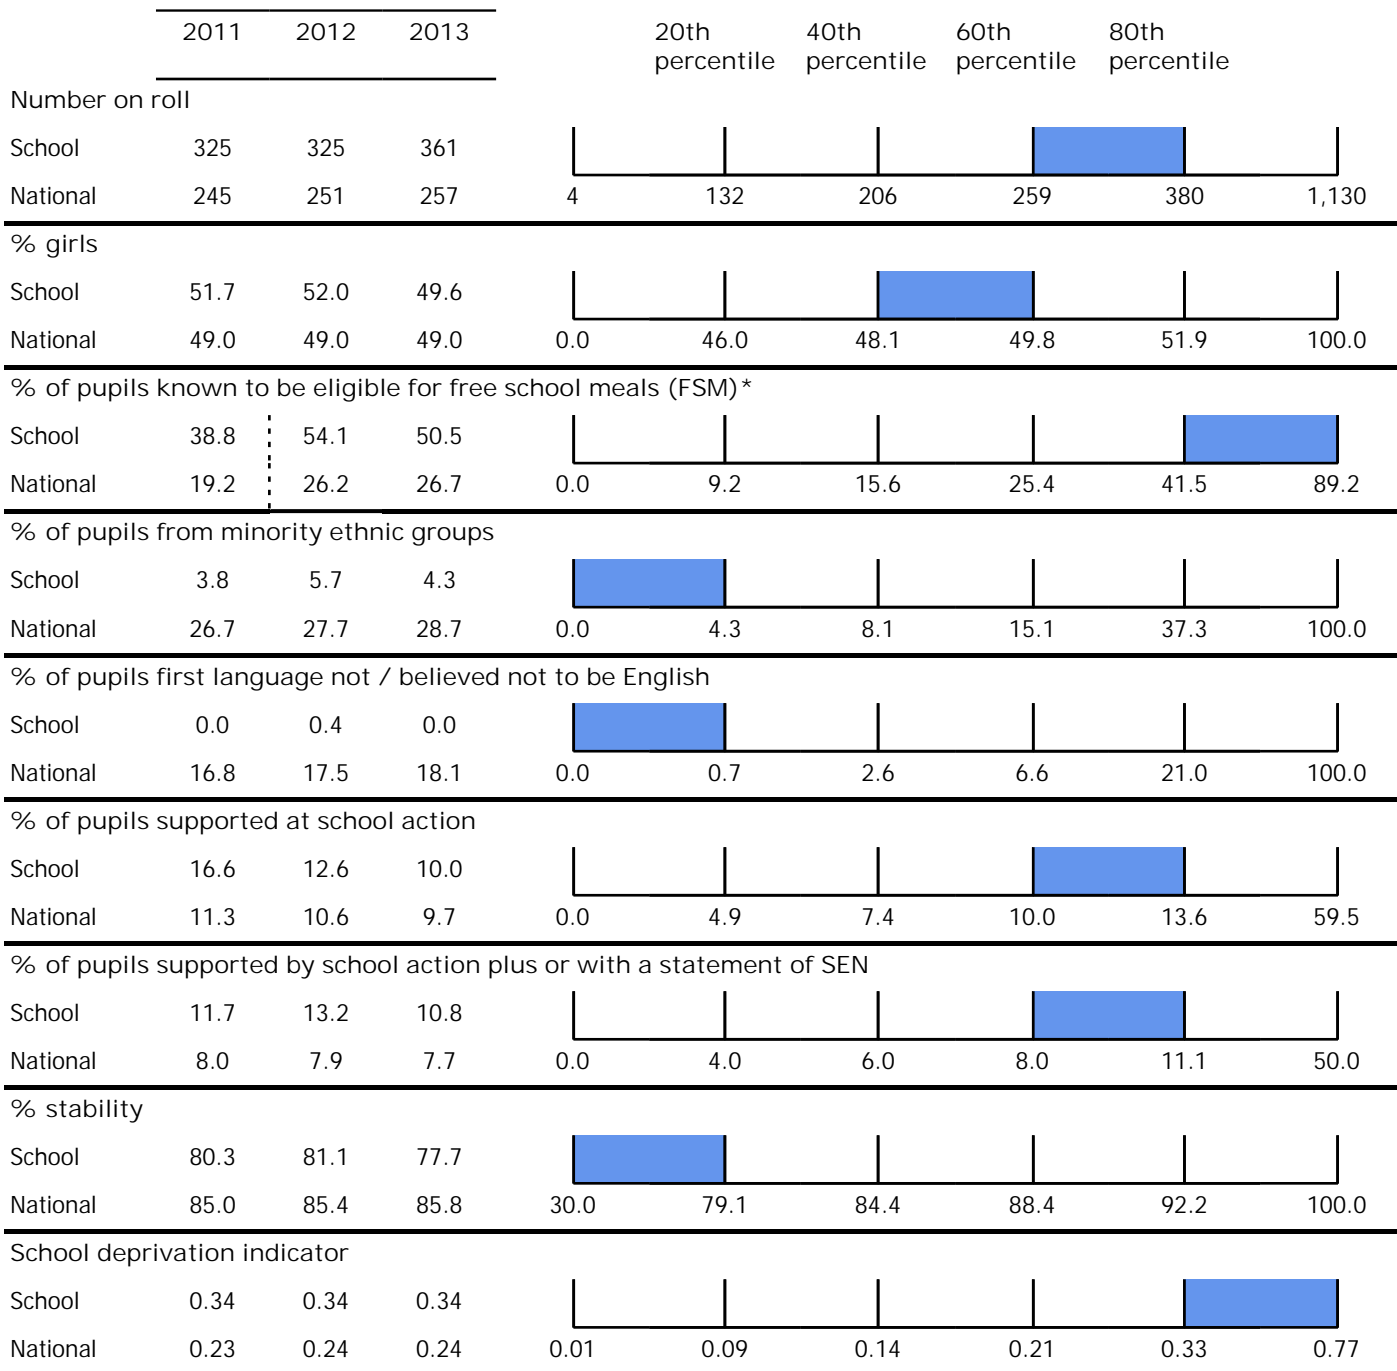 2011 2012 2013 20th percentile 40th percentile 60th percentile 80th percentile
Number on roll
School 325 325 361
National 245 251 257 4 132 206 259 380 1,130
% girls
School 51.7 52.0 49.6
National 49.0 49.0 49.0 0.0 46.0 48.1 49.8 51.9 100.0
% of pupils known to be eligible for free school meals (FSM)*
School 38.8 54.1 50.5
National 19.2 26.2 26.7 0.0 9.2 15.6 25.4 41.5 89.2
% of pupils from minority ethnic groups
School 3.8 5.7 4.3
National 26.7 27.7 28.7 0.0 4.3 8.1 15.1 37.3 100.0
% of pupils first language not / believed not to be English
School 0.0 0.4 0.0
National 16.8 17.5 18.1 0.0 0.7 2.6 6.6 21.0 100.0
% of pupils supported at school action
School 16.6 12.6 10.0
National 11.3 10.6 9.7 0.0 4.9 7.4 10.0 13.6 59.5
% of pupils supported by school action plus or with a statement of SEN
School 11.7 13.2 10.8
National 8.0 7.9 7.7 0.0 4.0 6.0 8.0 11.1 50.0
% stability
School 80.3 81.1 77.7
National 85.0 85.4 85.8 30.0 79.1 84.4 88.4 92.2 100.0
School deprivation indicator
School 0.34 0.34 0.34
National 0.23 0.24 0.24 0.01 0.09 0.14 0.21 0.33 0.77